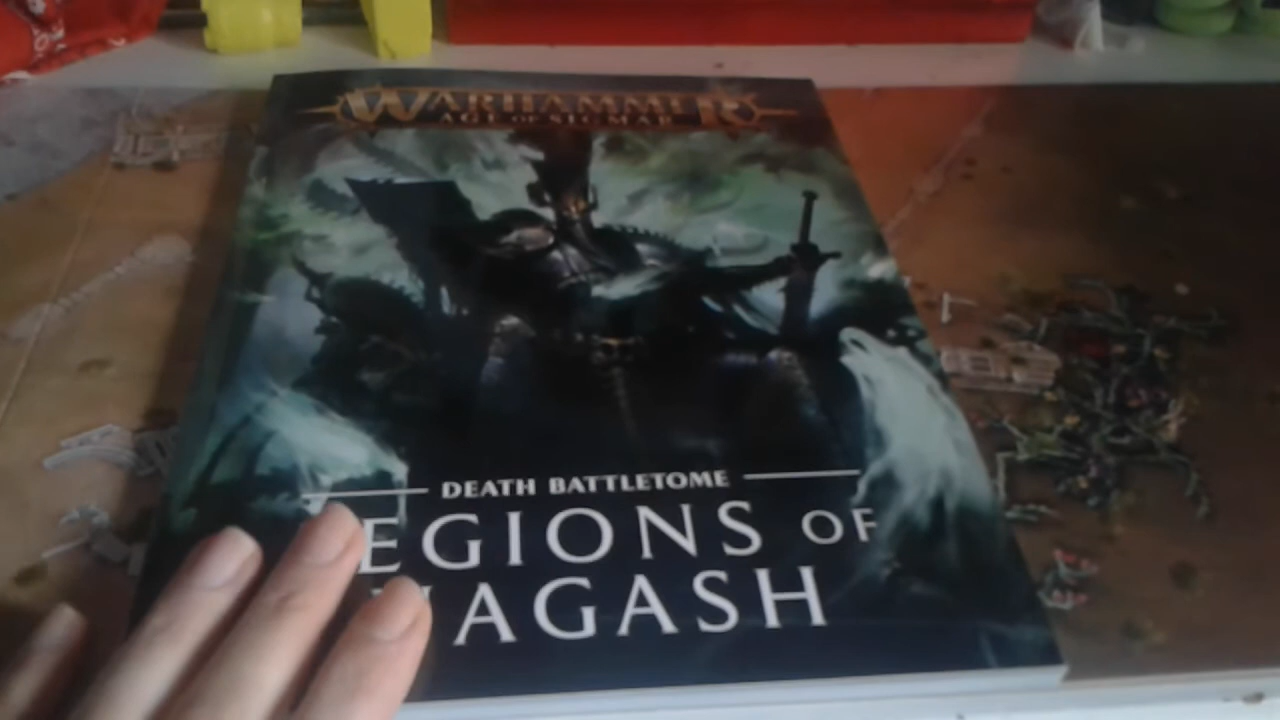 WARHAMMER
AGE OF SIGMAR
DEATH BATTLETOME
EGIONS OF
AGASH